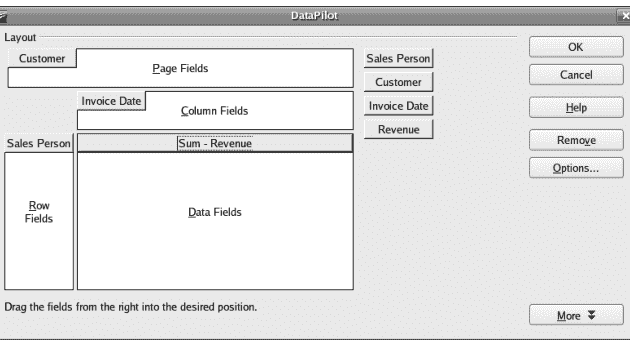 DataPilot
Layout
Customer
Page Fields
Invoice Date
Column Fields
Sales Person
Sum - Revenue
Row
Fields
Data Fields
Sales Person
Customer
Invoice Date
Revenue
OK
Cancel
Help
Remove
Options...
Drag the fields from the right into the desired position.
More